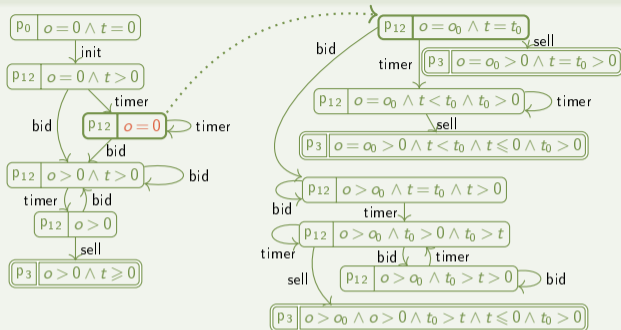 p₀ o = 0 ∧ t = 0
init
p₁₂ o = 0 ∧ t > 0
timer
bid
p₁₂ o = 0
timer
bid
p₁₂ o > 0 ∧ t > 0
bid
timer
bid
p₁₂ o > 0
sell
p₃ o > 0 ∧ t ⩾ 0
p₁₂ o = o₀ ∧ t = t₀
sell
bid
timer
p₃ o = o₀ > 0 ∧ t = t₀ > 0
p₁₂ o = o₀ ∧ t < t₀ ∧ t₀ > 0
timer
sell
p₃ o = o₀ > 0 ∧ t < t₀ ∧ t ⩽ 0 ∧ t₀ > 0
p₁₂ o > o₀ ∧ t = t₀ ∧ t > 0
bid
timer
p₁₂ o > o₀ ∧ t₀ > 0 ∧ t₀ > t
timer
bid
timer
sell
p₁₂ o > o₀ ∧ t₀ > t > 0
bid
p₃ o > o₀ ∧ o > 0 ∧ t₀ > t ∧ t ⩽ 0 ∧ t₀ > 0